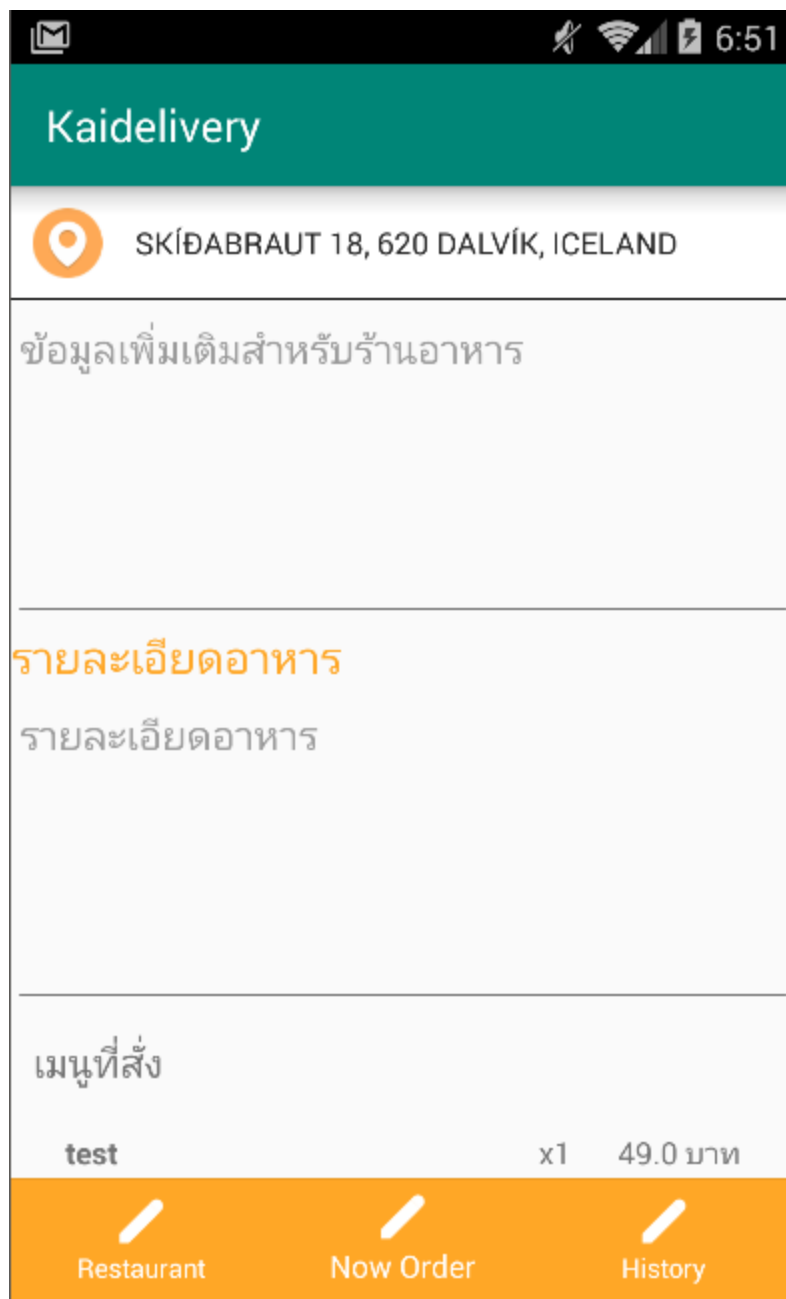 6:51
Kaidelivery
SKÍÐABRAUT 18, 620 DALVÍK, ICELAND
ข้อมูลเพิ่มเติมสำหรับร้านอาหาร
รายละเอียดอาหาร
รายละเอียดอาหาร
เมนูที่สั่ง
test x1 49.0 บาท
Restaurant Now Order History